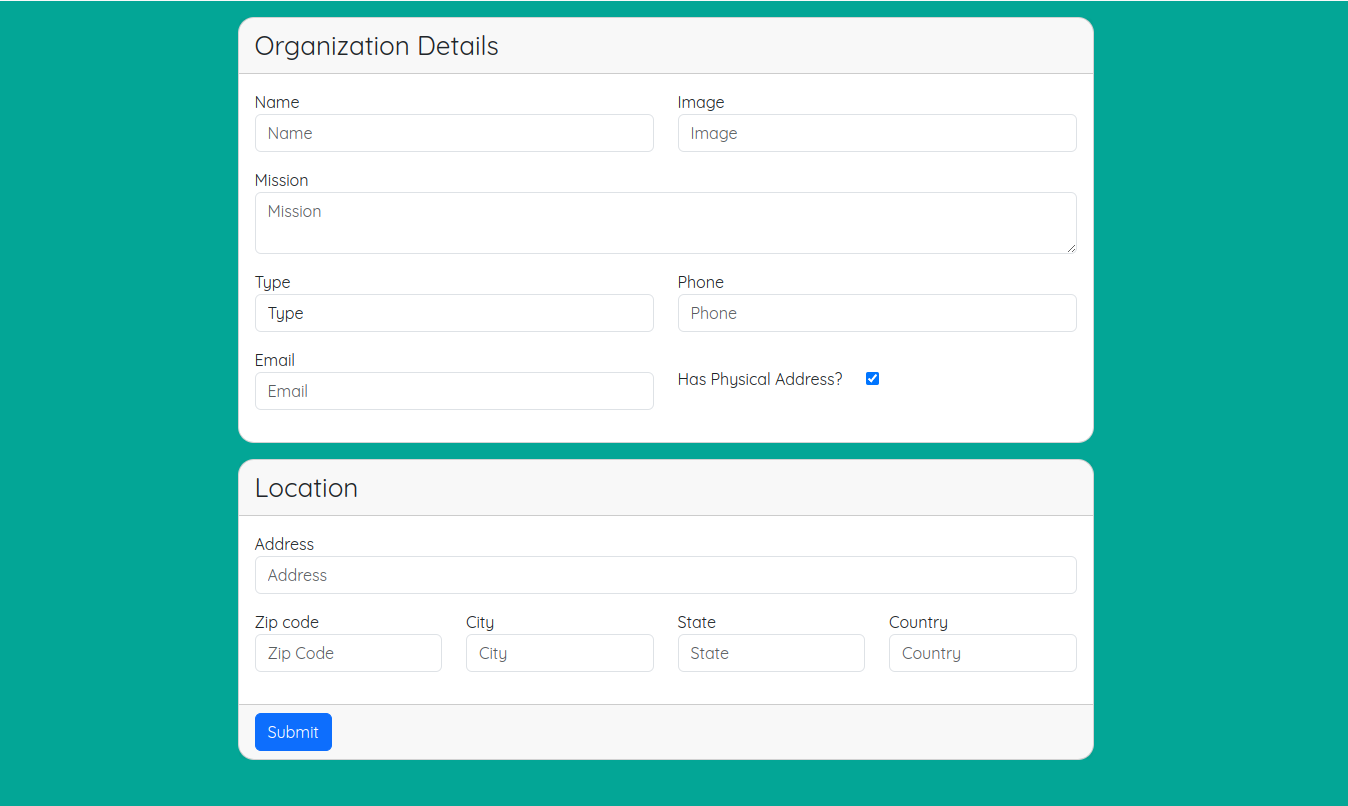 Organization Details
Name Image
Name Image
Mission
Mission
Type Phone
Type Phone
Email
Has Physical Address?
Email
Location
Address
Address
Zip code City State Country
Zip Code City State Country
Submit